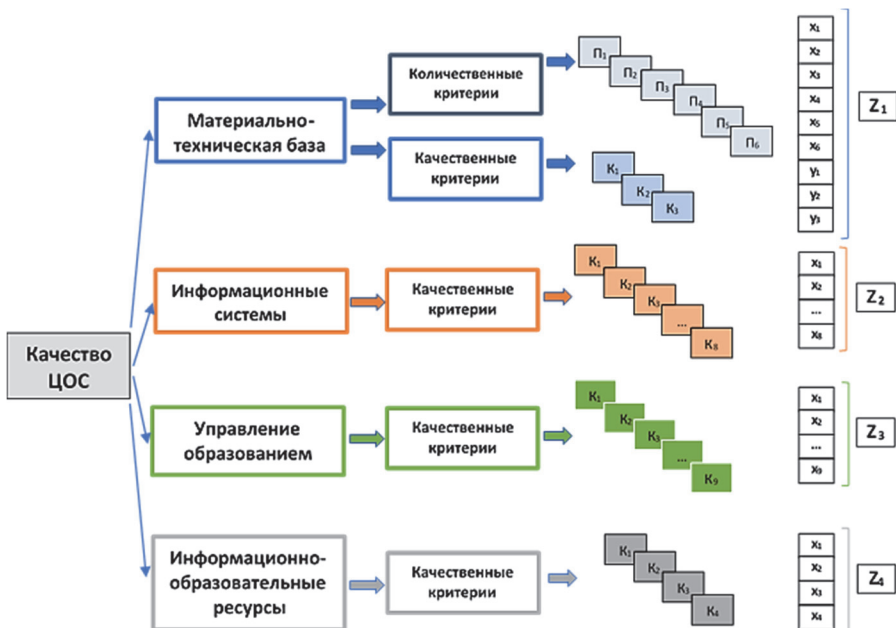 Качество
ЦОС
Материально-
техническая база
Количественные
критерии
П₁
П₂
П₃
П₄
П₅
П₆
Качественные
критерии
К₁
К₂
К₃
x₁
x₂
x₃
x₄
x₅
x₆
y₁
y₂
y₃
Z₁
Информационные
системы
Качественные
критерии
К₁
К₂
К₃
...
К₈
x₁
x₂
...
x₈
Z₂
Управление
образованием
Качественные
критерии
К₁
К₂
К₃
...
К₉
x₁
x₂
...
x₉
Z₃
Информационно-
образовательные
ресурсы
Качественные
критерии
К₁
К₂
К₃
К₄
x₁
x₂
x₃
x₄
Z₄